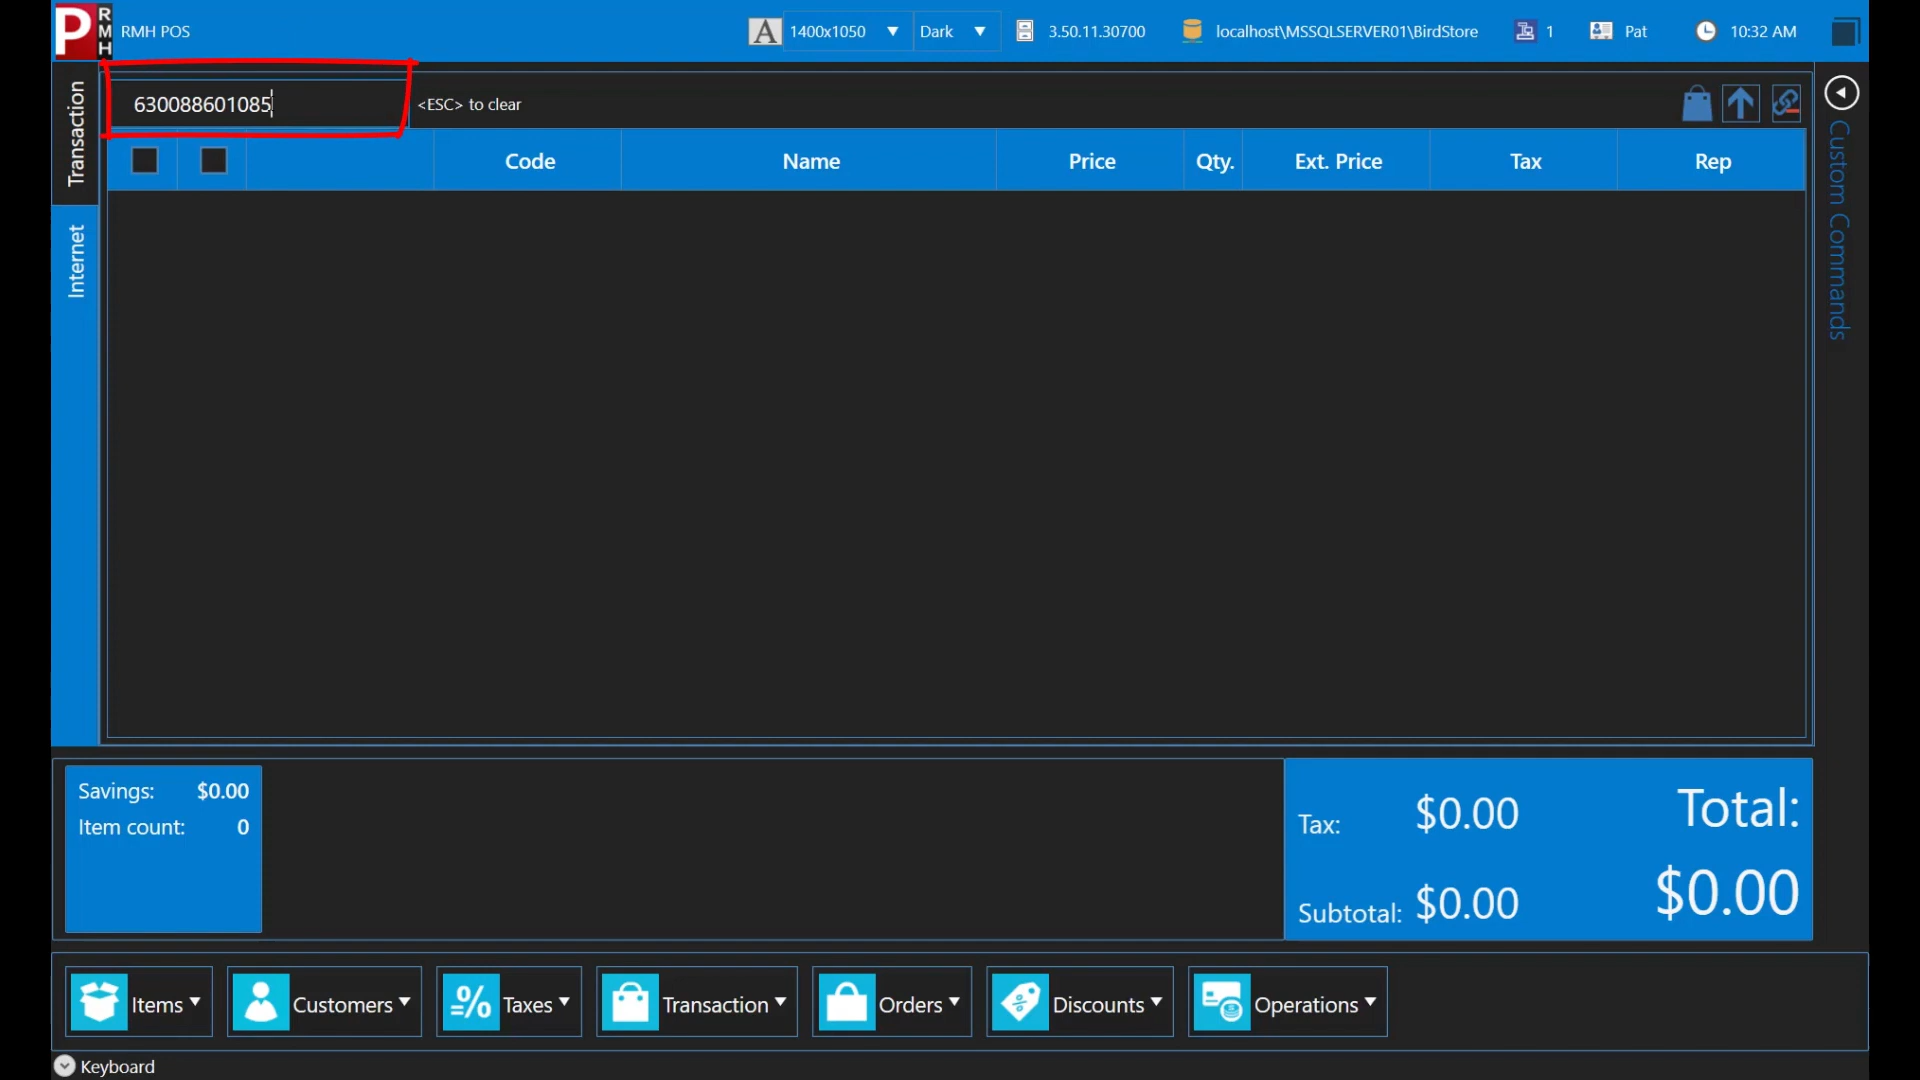 P RMH
RMH POS
A 1400x1050 Dark 3.50.11.30700 localhost\MSSQLSERVER01\BirdStore 1 Pat 10:32 AM
Transaction
Internet
630088601085 <ESC> to clear
Code Name Price Qty. Ext. Price Tax Rep
Custom Commands
Savings: $0.00
Item count: 0
Tax: $0.00
Subtotal: $0.00
Total:
$0.00
Items Customers =% Taxes Transaction Orders % Discounts Operations
Keyboard